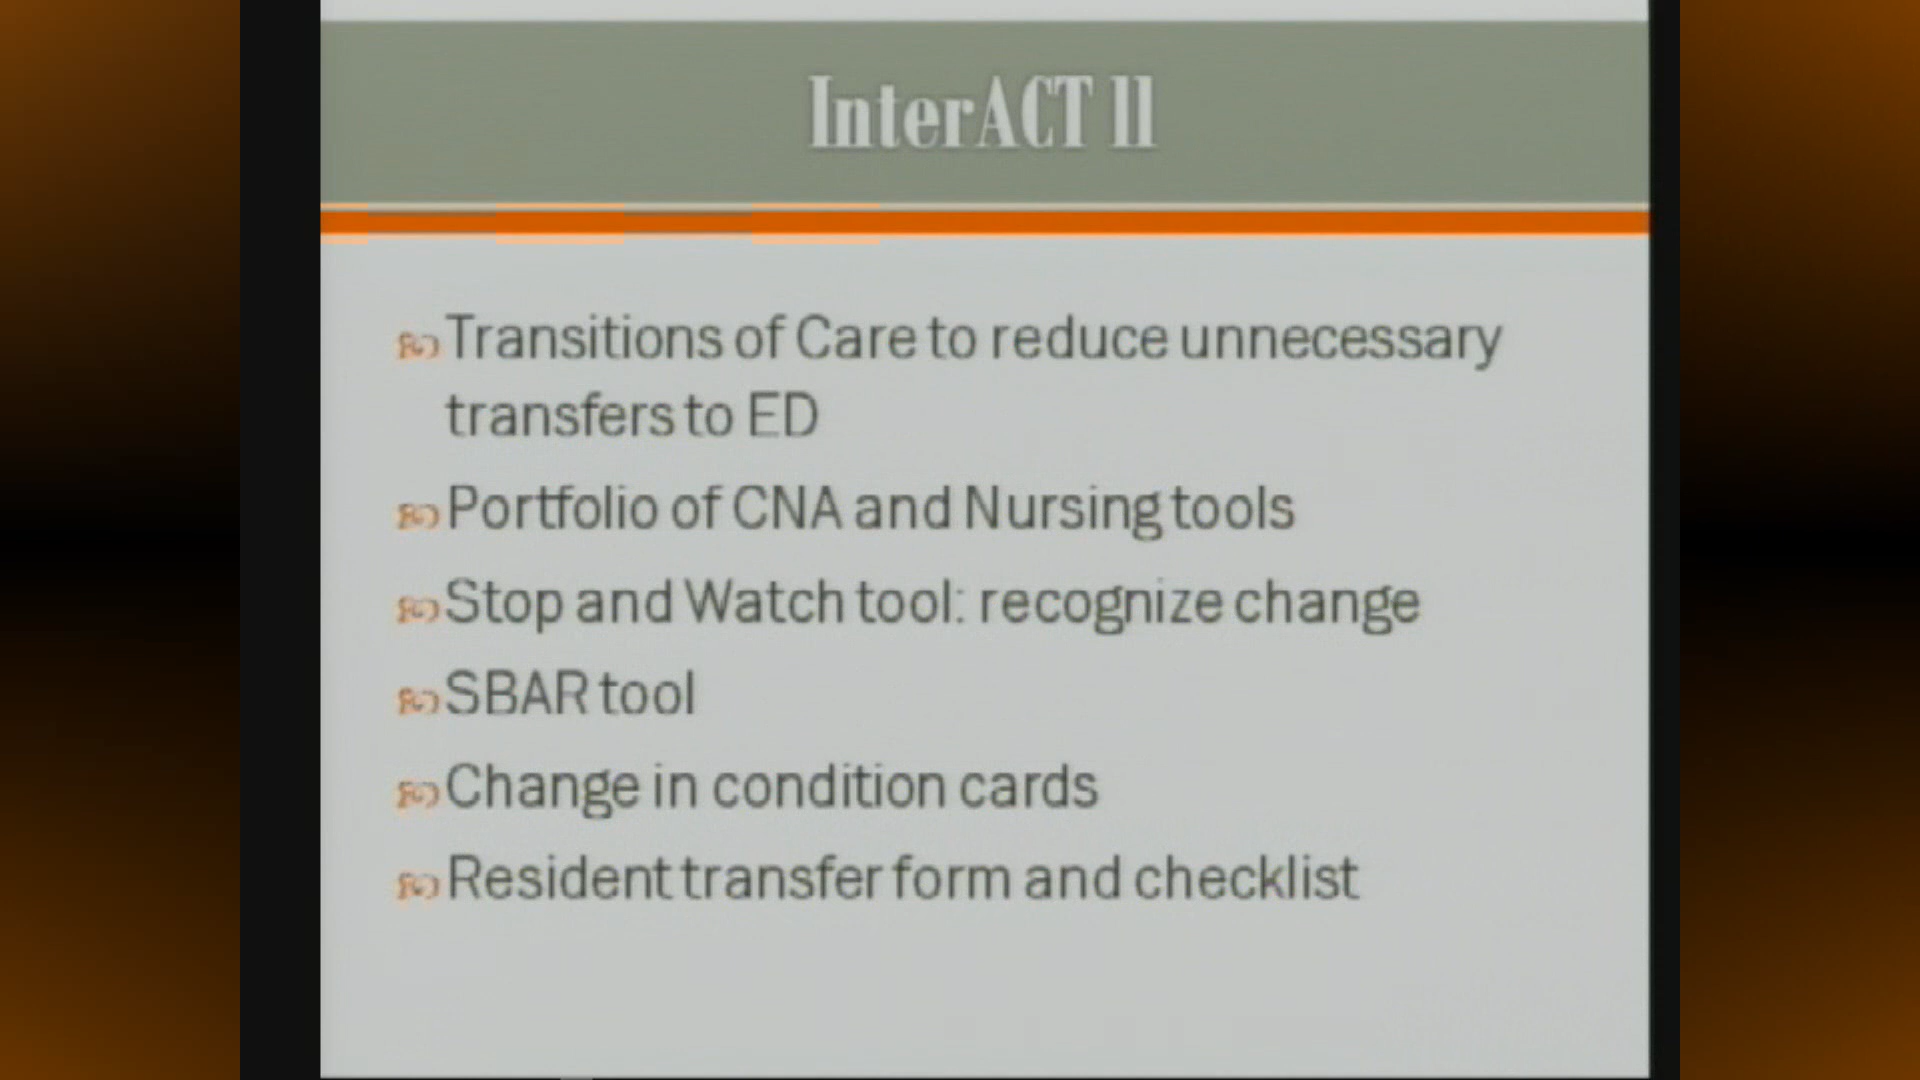 InterACT ll
Transitions of Care to reduce unnecessary
transfers to ED
Portfolio of CNA and Nursing tools
Stop and Watch tool: recognize change
SBAR tool
Change in condition cards
Resident transfer form and checklist